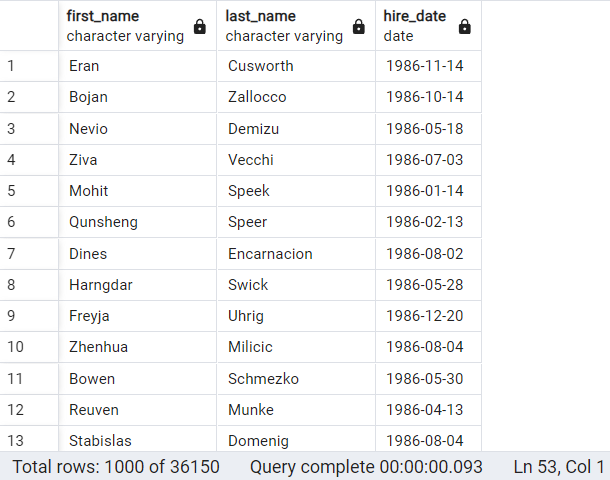 first_name last_name hire_date
character varying character varying date
1 Eran Cusworth 1986-11-14
2 Bojan Zallocco 1986-10-14
3 Nevio Demizu 1986-05-18
4 Ziva Vecchi 1986-07-03
5 Mohit Speek 1986-01-14
6 Qunsheng Speer 1986-02-13
7 Dines Encarnacion 1986-08-02
8 Harngdar Swick 1986-05-28
9 Freyja Uhrig 1986-12-20
10 Zhenhua Milicic 1986-08-04
11 Bowen Schmezko 1986-05-30
12 Reuven Munke 1986-04-13
13 Stabislas Domenig 1986-08-04
Total rows: 1000 of 36150 Query complete 00:00:00.093 Ln 53, Col 1